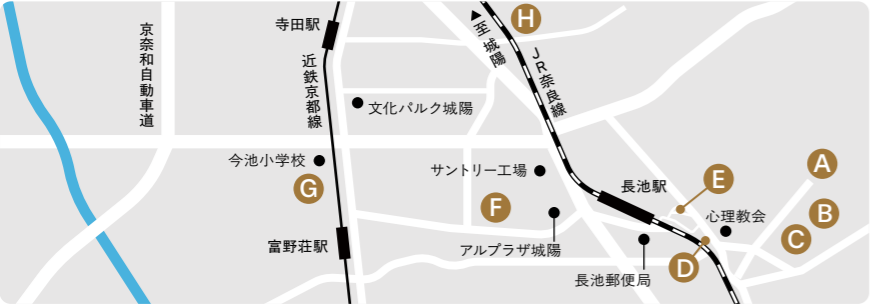 寺田駅
京奈和自動車道
近鉄京都線
▲至城陽
H
JR奈良線
文化パルク城陽
今池小学校
サントリー工場
G
長池駅
E
A
F
心理教会
B
C
富野荘駅
アルプラザ城陽
D
長池郵便局